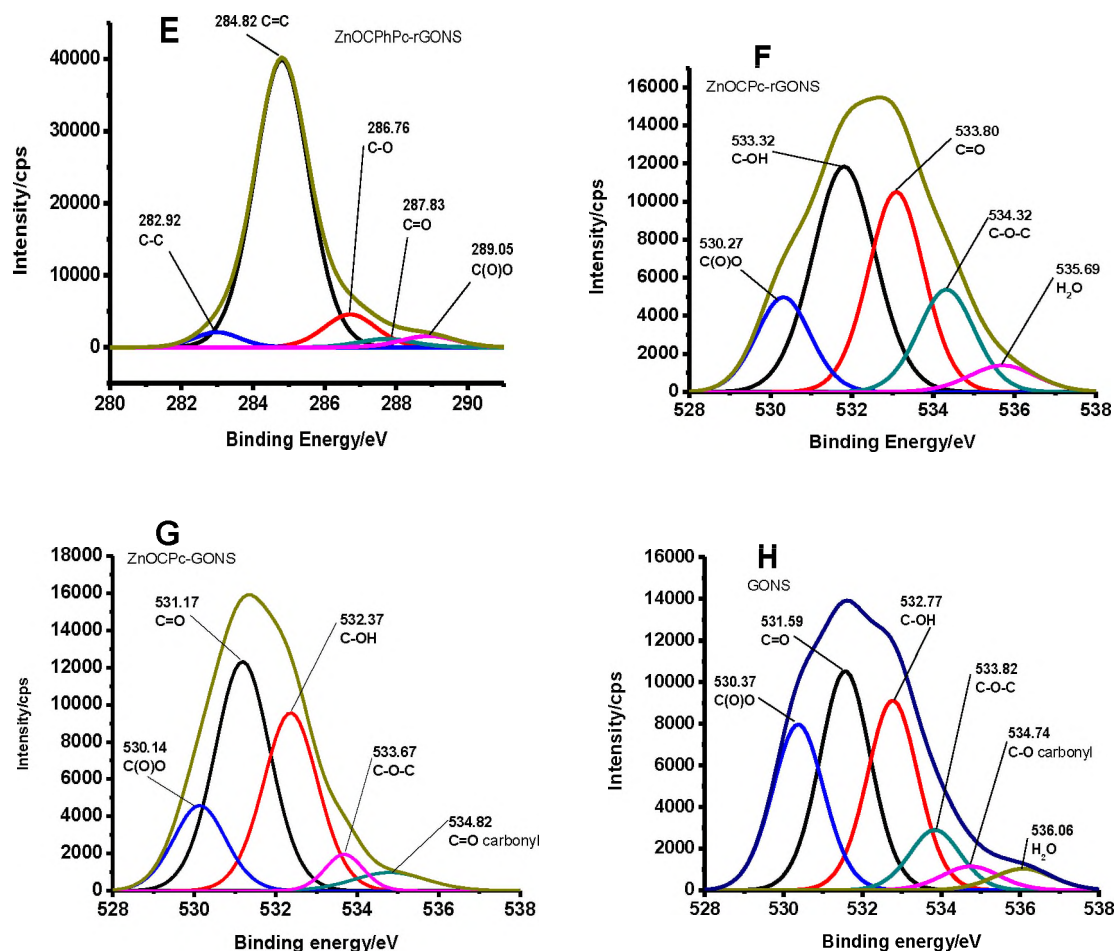 E
ZnOCPhPc-rGONS
284.82 C=C
286.76
C-O
287.83
C=O
289.05
C(O)O
282.92
C-C
40000
30000
20000
10000
0
Intensity/cps
280 282 284 286 288 290
Binding Energy/eV
F
ZnOCPc-rGONS
533.32
C-OH
533.80
C=O
534.32
C-O-C
535.69
H₂O
530.27
C(O)O
16000
14000
12000
10000
8000
6000
4000
2000
0
Intensity/cps
528 530 532 534 536 538
Binding Energy/eV
G
ZnOCPc-GONS
531.17
C=O
532.37
C-OH
530.14
C(O)O
533.67
C-O-C
534.82
C=O carbonyl
18000
16000
14000
12000
10000
8000
6000
4000
2000
0
Intensity/cps
528 530 532 534 536 538
Binding energy/eV
H
GONS
531.59
C=O
532.77
C-OH
530.37
C(O)O
533.82
C-O-C
534.74
C-O carbonyl
536.06
H₂O
16000
14000
12000
10000
8000
6000
4000
2000
0
Intensity/cps
528 530 532 534 536 538
Binding energy/eV